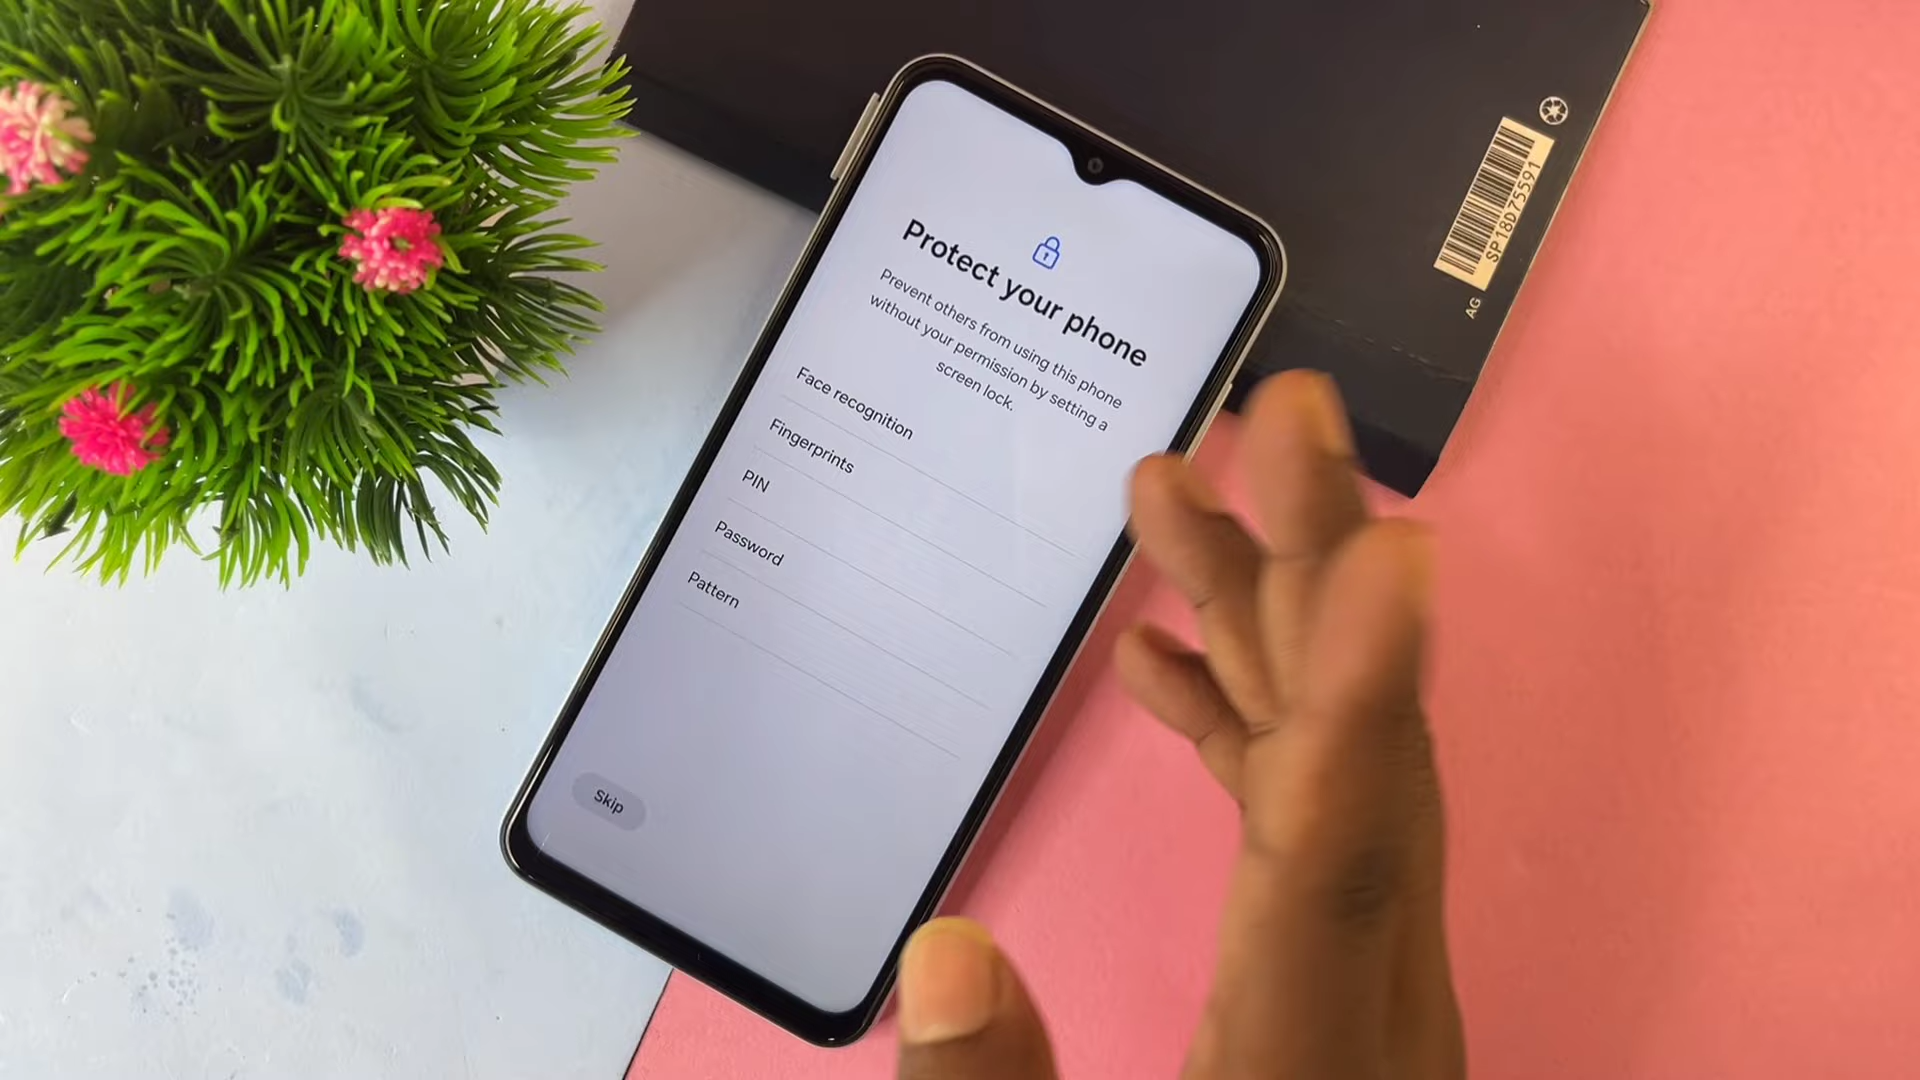 Protect your phone
Prevent others from using this phone
without your permission by setting a
screen lock.
Face recognition
Fingerprints
PIN
Password
Pattern
Skip
SP18D75591
AG